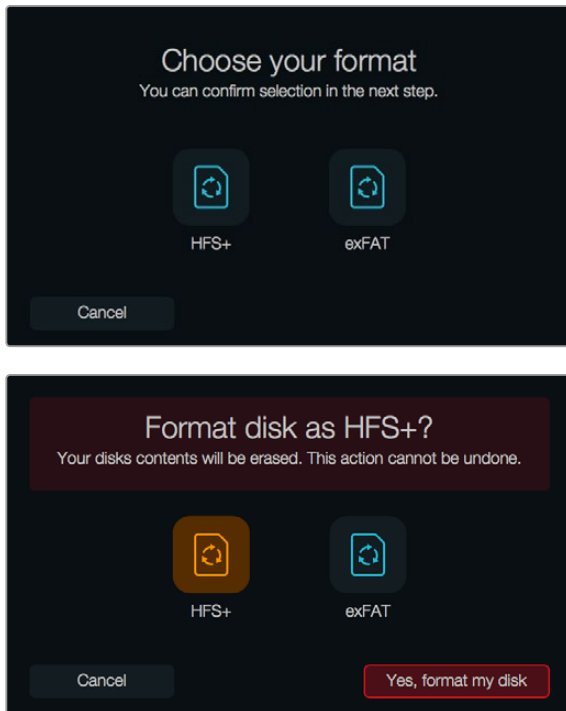 Choose your format
You can confirm selection in the next step.
HFS+ exFAT
Cancel
Format disk as HFS+?
Your disks contents will be erased. This action cannot be undone.
HFS+ exFAT
Cancel Yes, format my disk